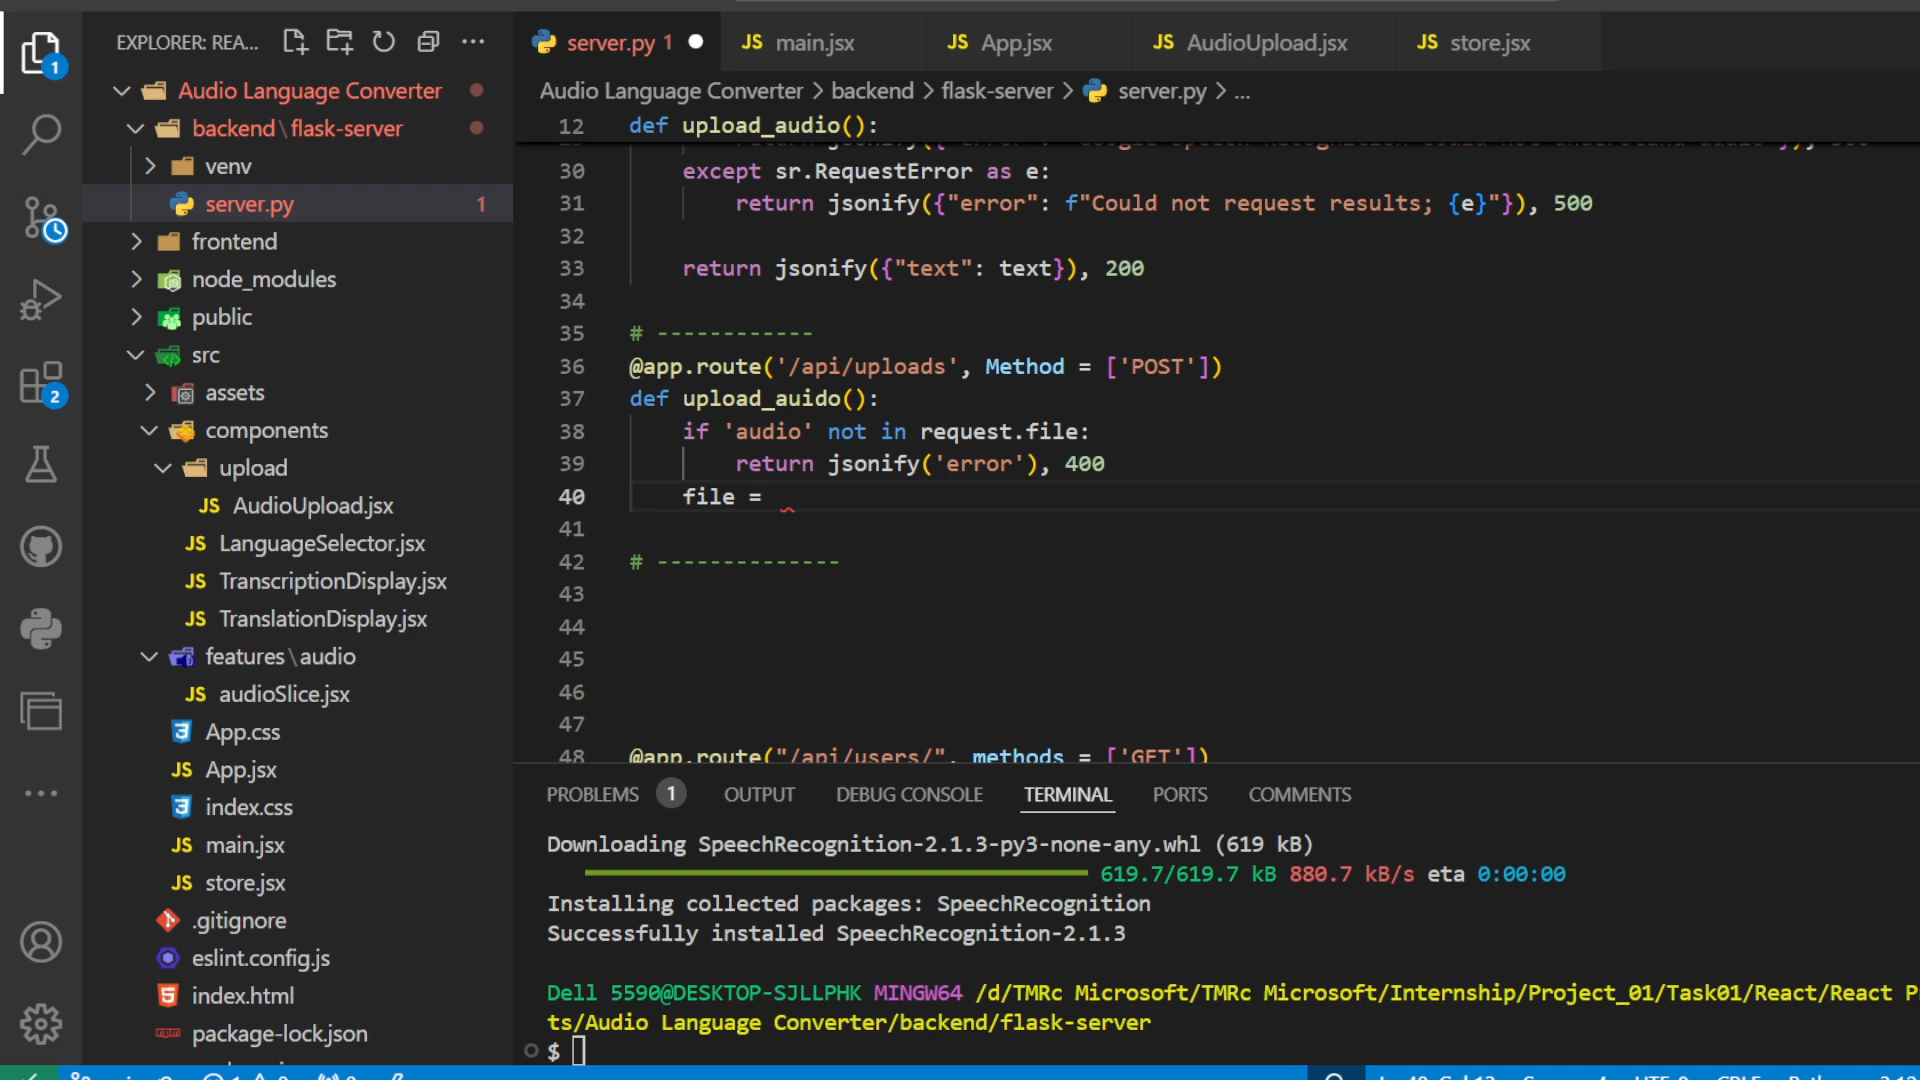 EXPLORER: REA...
Audio Language Converter
backend\flask-server
venv
server.py 1
frontend
node_modules
public
src
assets
components
upload
JS AudioUpload.jsx
JS LanguageSelector.jsx
JS TranscriptionDisplay.jsx
JS TranslationDisplay.jsx
features\audio
JS audioSlice.jsx
App.css
JS App.jsx
index.css
JS main.jsx
JS store.jsx
.gitignore
eslint.config.js
index.html
package-lock.json
1
2
server.py 1
JS main.jsx
JS App.jsx
JS AudioUpload.jsx
JS store.jsx
Audio Language Converter > backend > flask-server > server.py > ...
12 def upload_audio():
30 except sr.RequestError as e:
31 return jsonify({"error": f"Could not request results; {e}"}), 500
32
33 return jsonify({"text": text}), 200
34
35 # ------------
36 @app.route('/api/uploads', Method = ['POST'])
37 def upload_auido():
38 if 'audio' not in request.file:
39 return jsonify('error'), 400
40 file =
41
42 # --------------
43
44
45
46
47
48 @app.route("/api/users/", methods = ['GET'])
PROBLEMS 1 OUTPUT DEBUG CONSOLE TERMINAL PORTS COMMENTS
Downloading SpeechRecognition-2.1.3-py3-none-any.whl (619 kB)
619.7/619.7 kB 880.7 kB/s eta 0:00:00
Installing collected packages: SpeechRecognition
Successfully installed SpeechRecognition-2.1.3
Dell 5590@DESKTOP-SJLLPHK MINGW64 /d/TMRc Microsoft/TMRc Microsoft/Internship/Project_01/Task01/React/React P
ts/Audio Language Converter/backend/flask-server
$